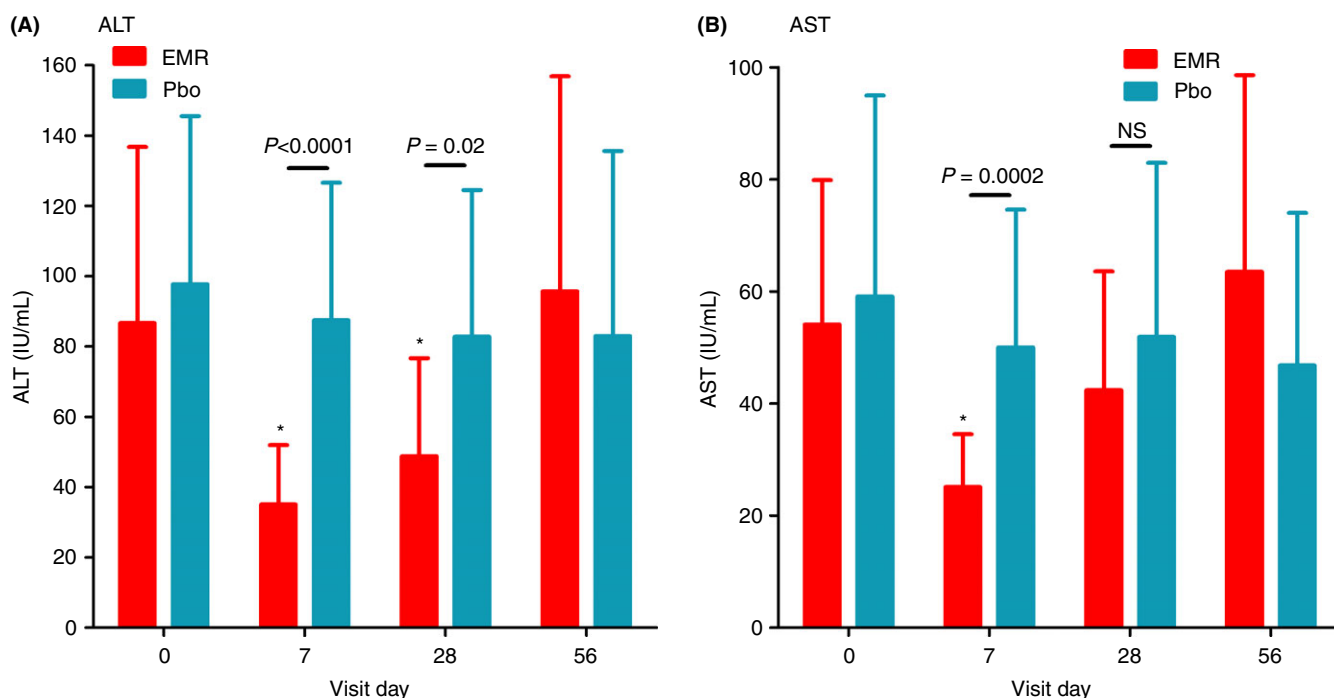 (A) ALT
EMR
Pbo
160
140
120
100
80
60
40
20
0
ALT (IU/mL)
P<0.0001
P = 0.02
*
*
0 7 28 56
Visit day
(B) AST
EMR
Pbo
100
80
60
40
20
0
AST (IU/mL)
NS
P = 0.0002
*
0 7 28 56
Visit day